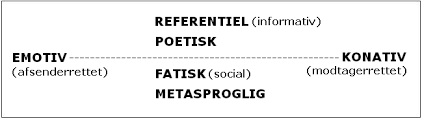 REFERENTIEL (informativ)
POETISK
EMOTIV KONATIV
(afsenderrettet) FATISK (social) (modtagerrettet)
METASPROGLIG